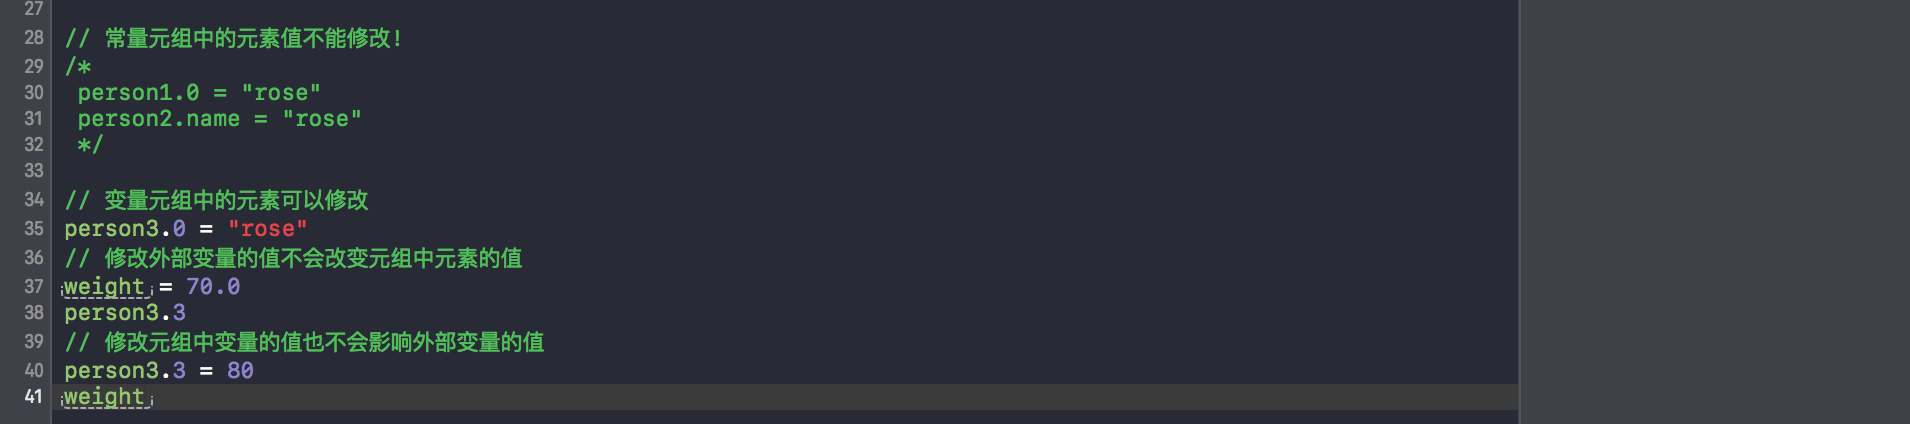 27
28 // 常量元组中的元素值不能修改!
29 /*
30 person1.0 = "rose"
31 person2.name = "rose"
32 */
33
34 // 变量元组中的元素可以修改
35 person3.0 = "rose"
36 // 修改外部变量的值不会改变元组中元素的值
37 weight = 70.0
38 person3.3
39 // 修改元组中变量的值也不会影响外部变量的值
40 person3.3 = 80
41 weight